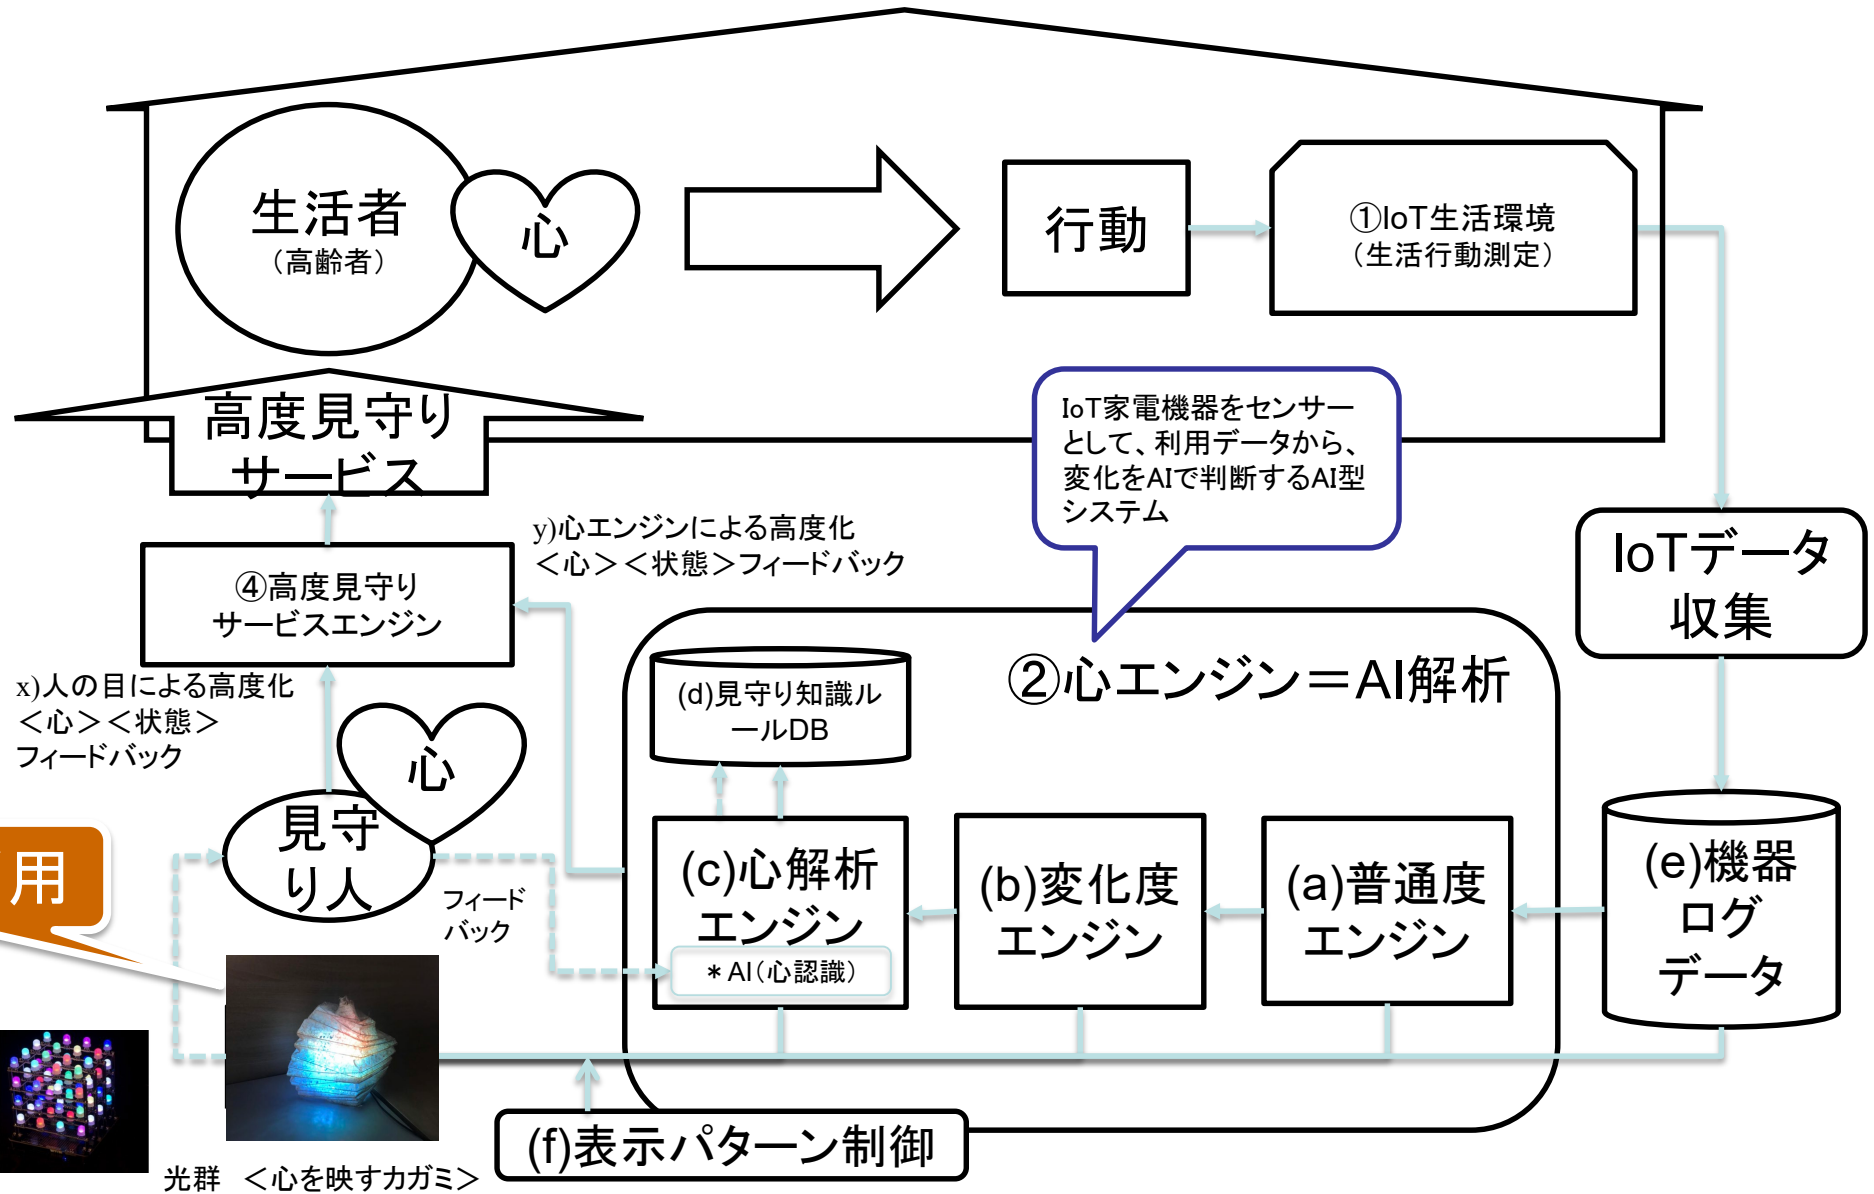 生活者
（高齢者）
心
行動
①IoT生活環境
（生活行動測定）
高度見守り
サービス
IoT家電機器をセンサー
として、利用データから、
変化をAIで判断するAI型
システム
y)心エンジンによる高度化
＜心＞＜状態＞フィードバック
IoTデータ
収集
④高度見守り
サービスエンジン
x)人の目による高度化
＜心＞＜状態＞
フィードバック
②心エンジン＝AI解析
(d)見守り知識ル
ールDB
心
見守
り人
用
フィード
バック
(c)心解析
エンジン
＊AI（心認識）
(b)変化度
エンジン
(a)普通度
エンジン
(e)機器
ログ
データ
(f)表示パターン制御
光群　＜心を映すカガミ＞